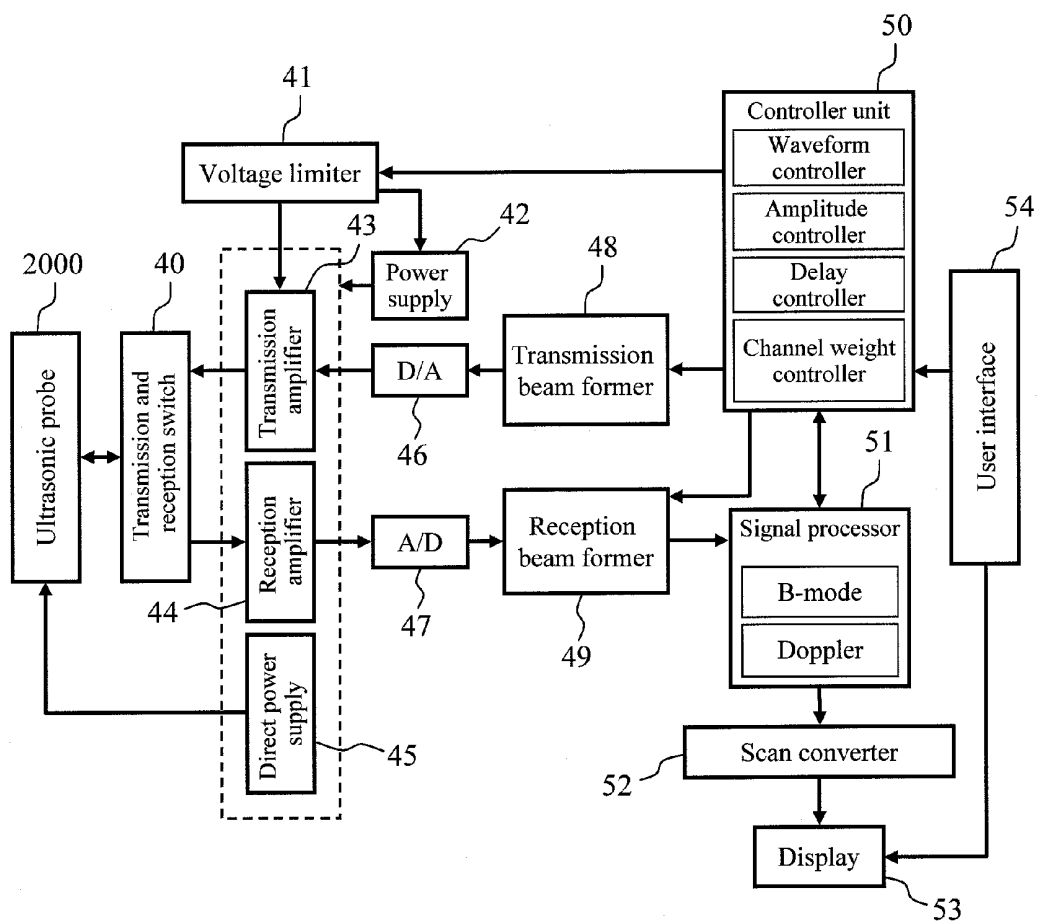 50
41
Controller unit
Waveform
controller
Voltage limiter
Amplitude
controller
42
43
54
2000
40
48
Power
supply
Delay
controller
Transmission
amplifier
D/A
Transmission
beam former
Channel weight
controller
Ultrasonic probe
Transmission and
reception switch
46
51
User interface
Reception
amplifier
A/D
Reception
beam former
Signal processor
44
47
49
B-mode
Doppler
Direct power
supply
45
52
Scan converter
Display
53